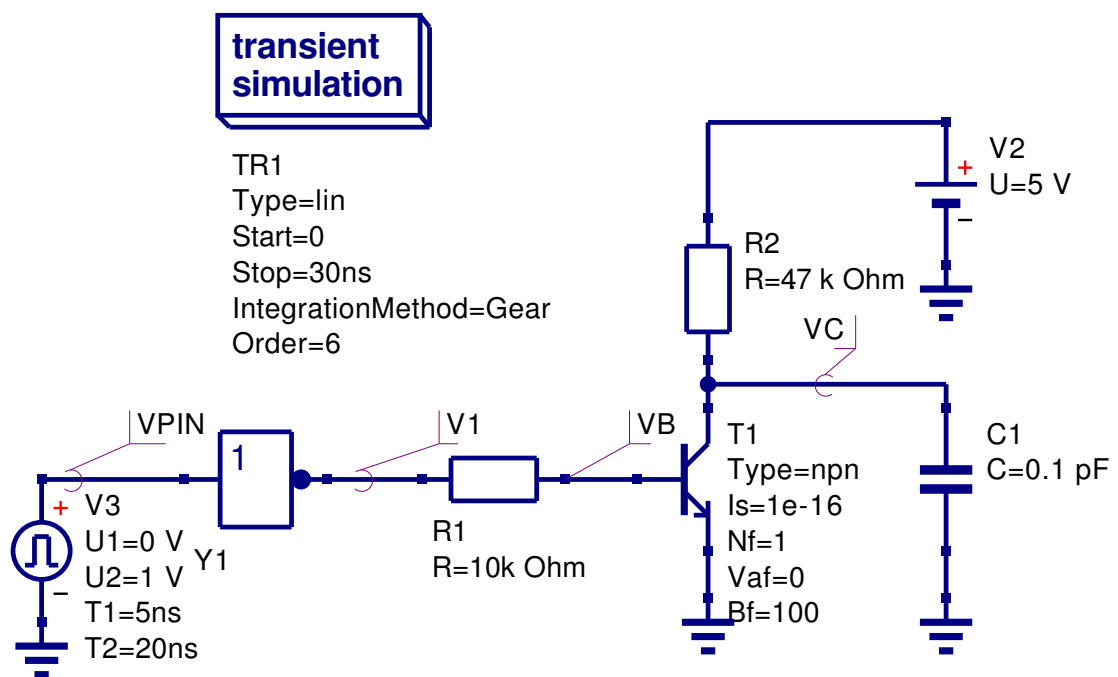 transient
simulation
TR1
Type=lin
Start=0
Stop=30ns
IntegrationMethod=Gear
Order=6
V2
+
U=5 V
–
R2
R=47 k Ohm
VC
VPIN
V1
VB
1
T1
Type=npn
Is=1e-16
Nf=1
Vaf=0
Bf=100
C1
C=0.1 pF
+
V3
U1=0 V
U2=1 V
–
T1=5ns
T2=20ns
Y1
R1
R=10k Ohm